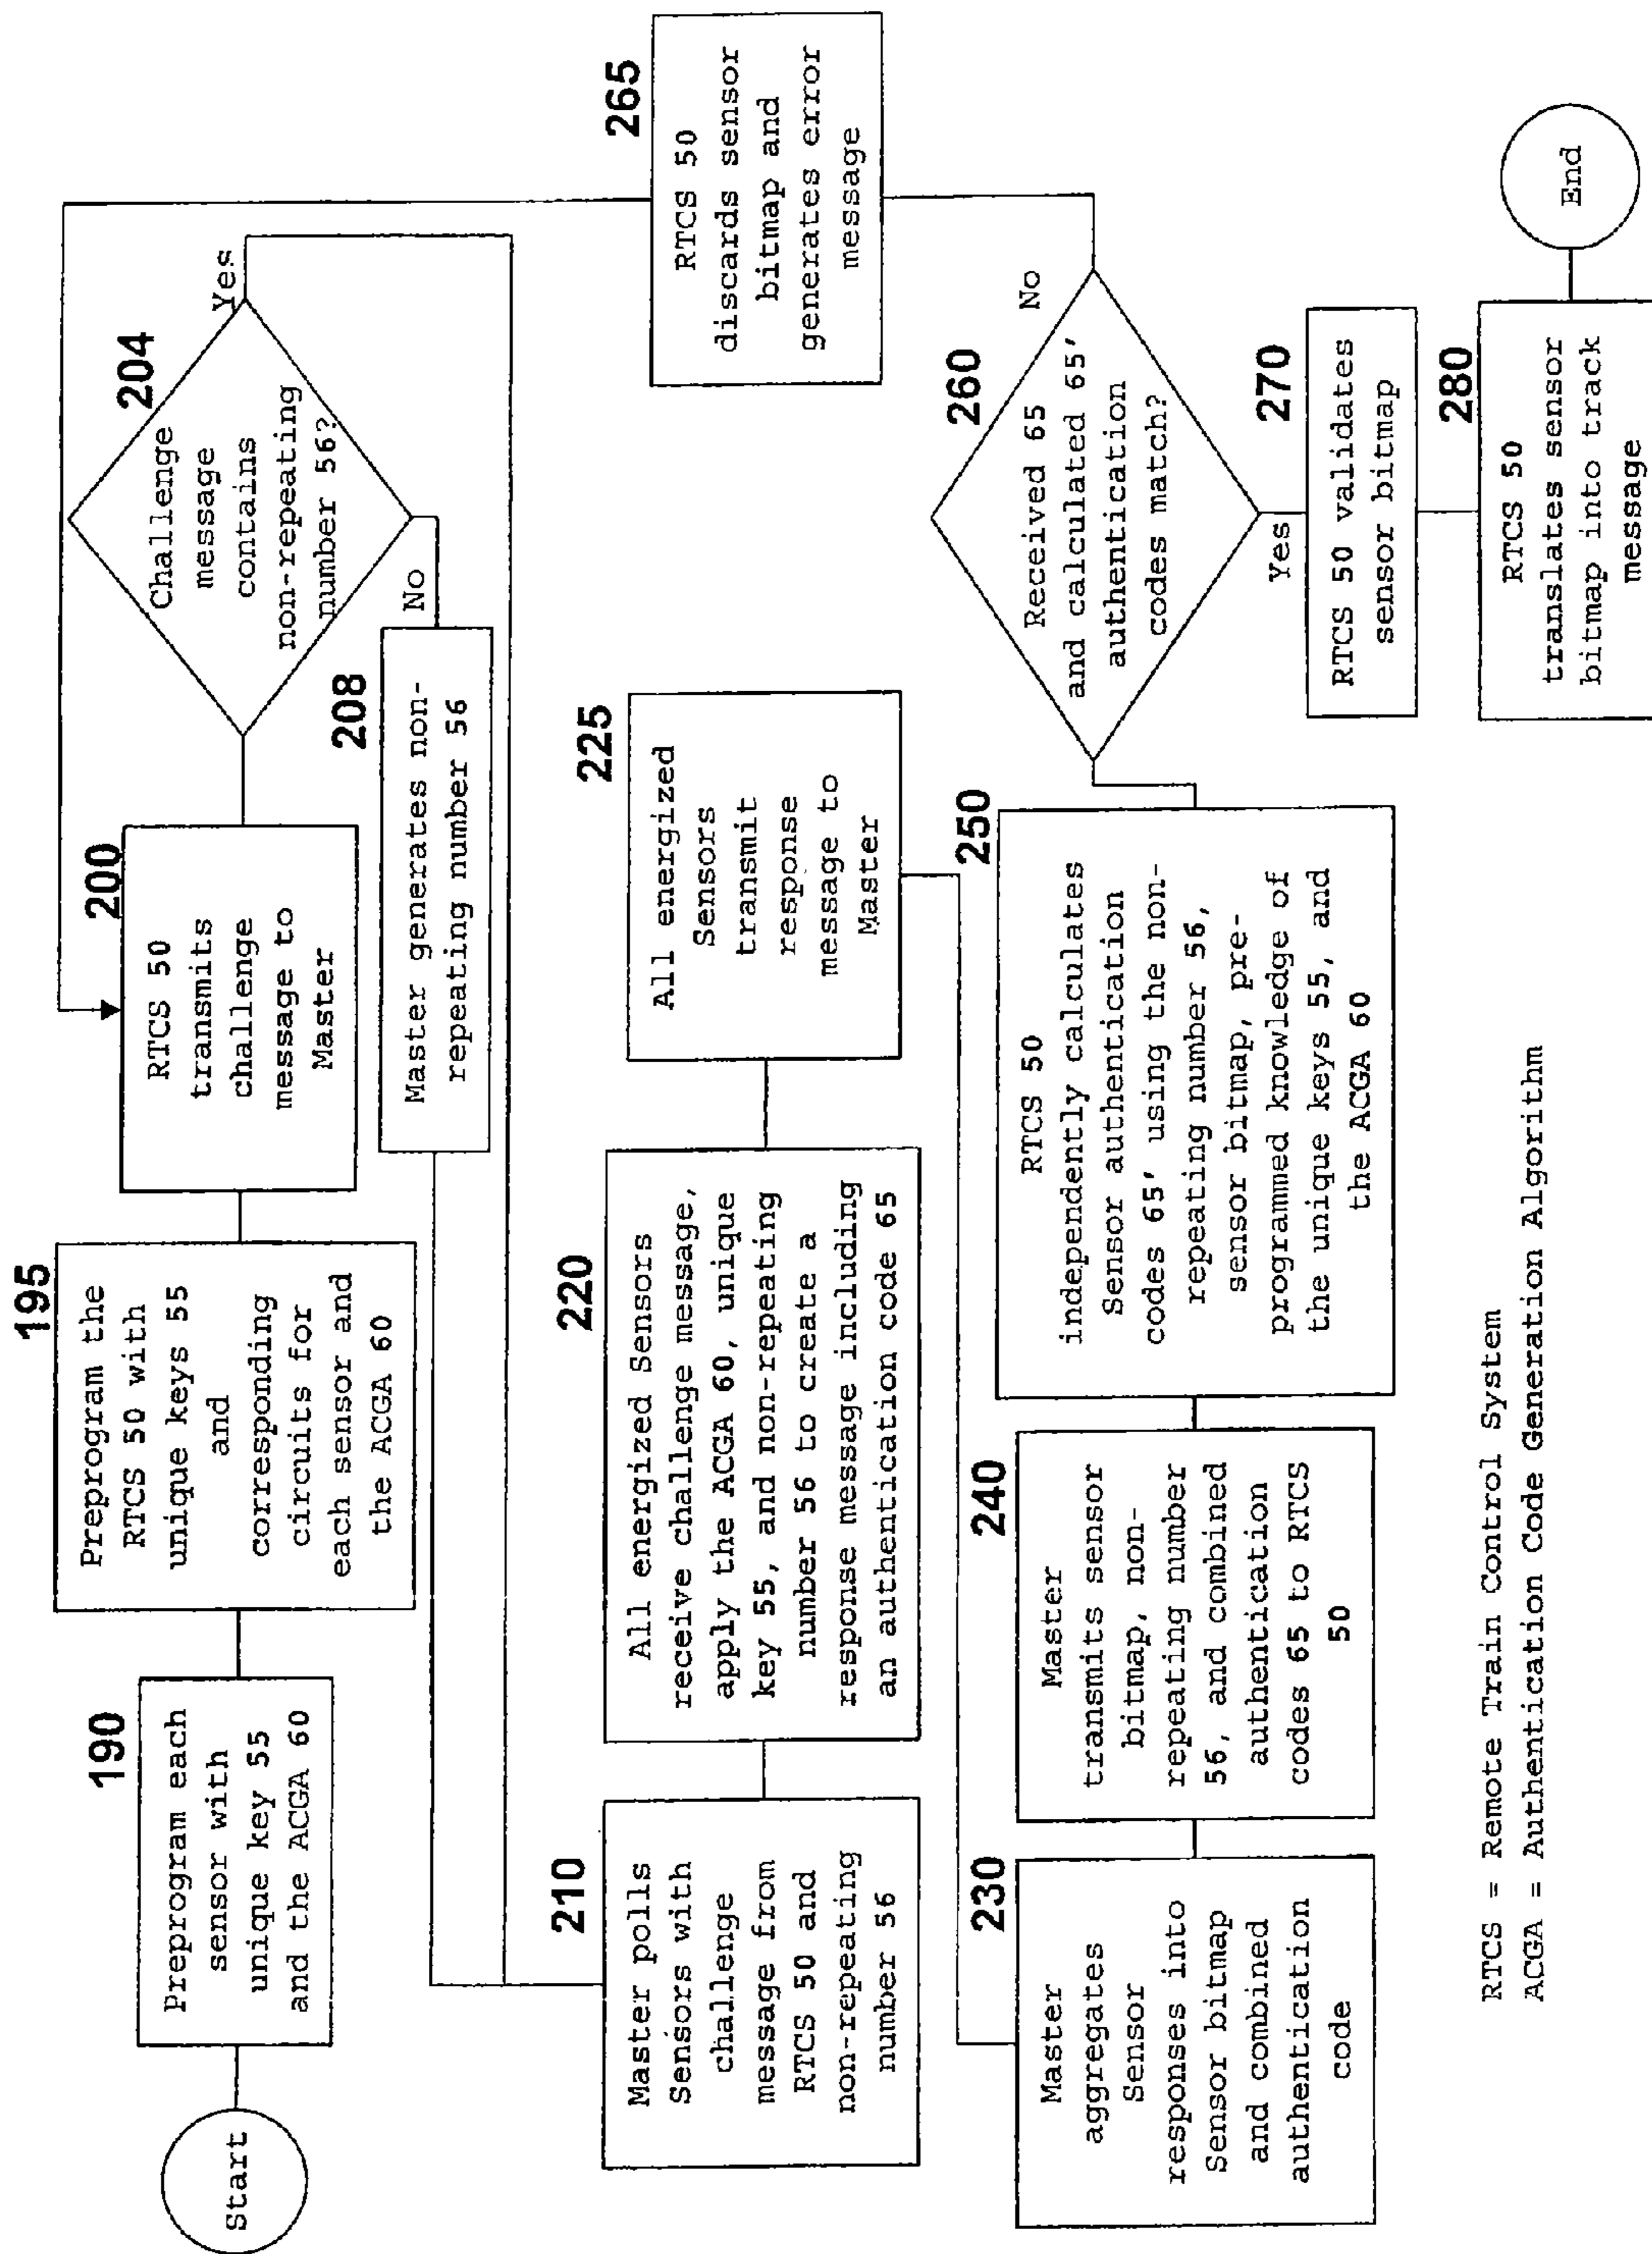 Start
190
Preprogram each
sensor with
unique key 55
and the ACGA 60
195
Preprogram the
RTCS 50 with
unique keys 55
and
corresponding
circuits for
each sensor and
the ACGA 60
200
RTCS 50
transmits
challenge
message to
Master
204
Challenge
message
contains
non-repeating
number 56?
Yes
No
208
Master generates non-
repeating number 56
210
Master polls
Sensors with
challenge
message from
RTCS 50 and
non-repeating
number 56
220
All energized Sensors
receive challenge message,
apply the ACGA 60, unique
key 55, and non-repeating
number 56 to create a
response message including
an authentication code 65
225
All energized
Sensors
transmit
response
message to
Master
230
Master
aggregates
Sensor
responses into
Sensor bitmap
and combined
authentication
code
240
Master
transmits sensor
bitmap, non-
repeating number
56, and combined
authentication
codes 65 to RTCS
50
250
RTCS 50
independently calculates
Sensor authentication
codes 65' using the non-
repeating number 56,
sensor bitmap, pre-
programmed knowledge of
the unique keys 55, and
the ACGA 60
260
Received 65
and calculated 65'
authentication
codes match?
No
Yes
265
RTCS 50
discards sensor
bitmap and
generates error
message
270
RTCS 50 validates
sensor bitmap
280
RTCS 50
translates sensor
bitmap into track
message
End
RTCS = Remote Train Control System
ACGA = Authentication Code Generation Algorithm